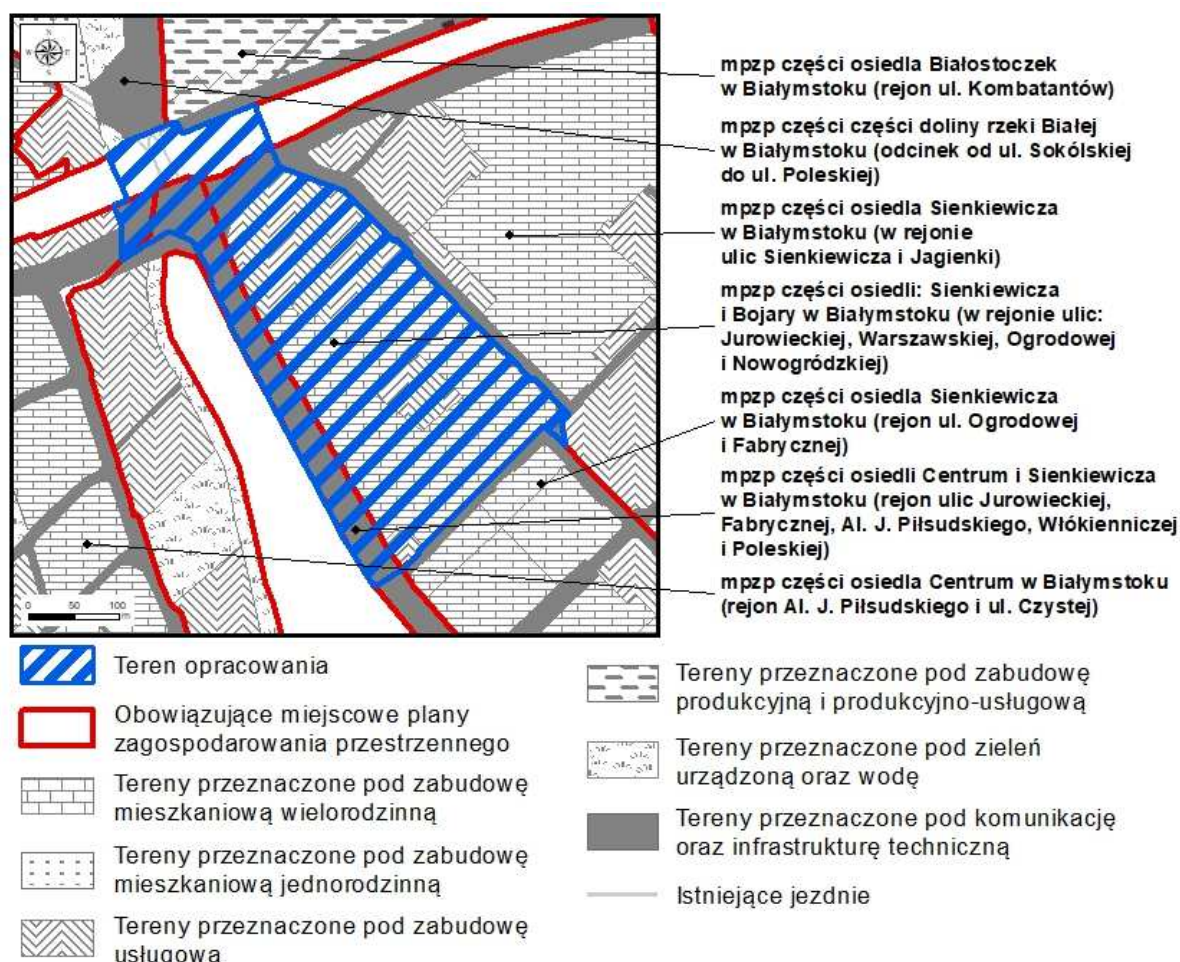 N
W
E
S
0 50 100
m
mpzp części osiedla Białostoczek
w Białymstoku (rejon ul. Kombatantów)
mpzp części części doliny rzeki Białej
w Białymstoku (odcinek od ul. Sokólskiej
do ul. Poleskiej)
mpzp części osiedla Sienkiewicza
w Białymstoku (w rejonie
ulic Sienkiewicza i Jagienki)
mpzp części osiedli: Sienkiewicza
i Bojary w Białymstoku (w rejonie ulic:
Jurowieckiej, Warszawskiej, Ogrodowej
i Nowogródzkiej)
mpzp części osiedla Sienkiewicza
w Białymstoku (rejon ul. Ogrodowej
i Fabrycznej)
mpzp części osiedli Centrum i Sienkiewicza
w Białymstoku (rejon ulic Jurowieckiej,
Fabrycznej, Al. J. Piłsudskiego, Włókienniczej
i Poleskiej)
mpzp części osiedla Centrum w Białymstoku
(rejon Al. J. Piłsudskiego i ul. Czystej)
Teren opracowania
Obowiązujące miejscowe plany
zagospodarowania przestrzennego
Tereny przeznaczone pod zabudowę
mieszkaniową wielorodzinną
Tereny przeznaczone pod zabudowę
mieszkaniową jednorodzinną
Tereny przeznaczone pod zabudowę
usługową
Tereny przeznaczone pod zabudowę
produkcyjną i produkcyjno-usługową
Tereny przeznaczone pod zieleń
urządzoną oraz wodę
Tereny przeznaczone pod komunikację
oraz infrastrukturę techniczną
Istniejące jezdnie